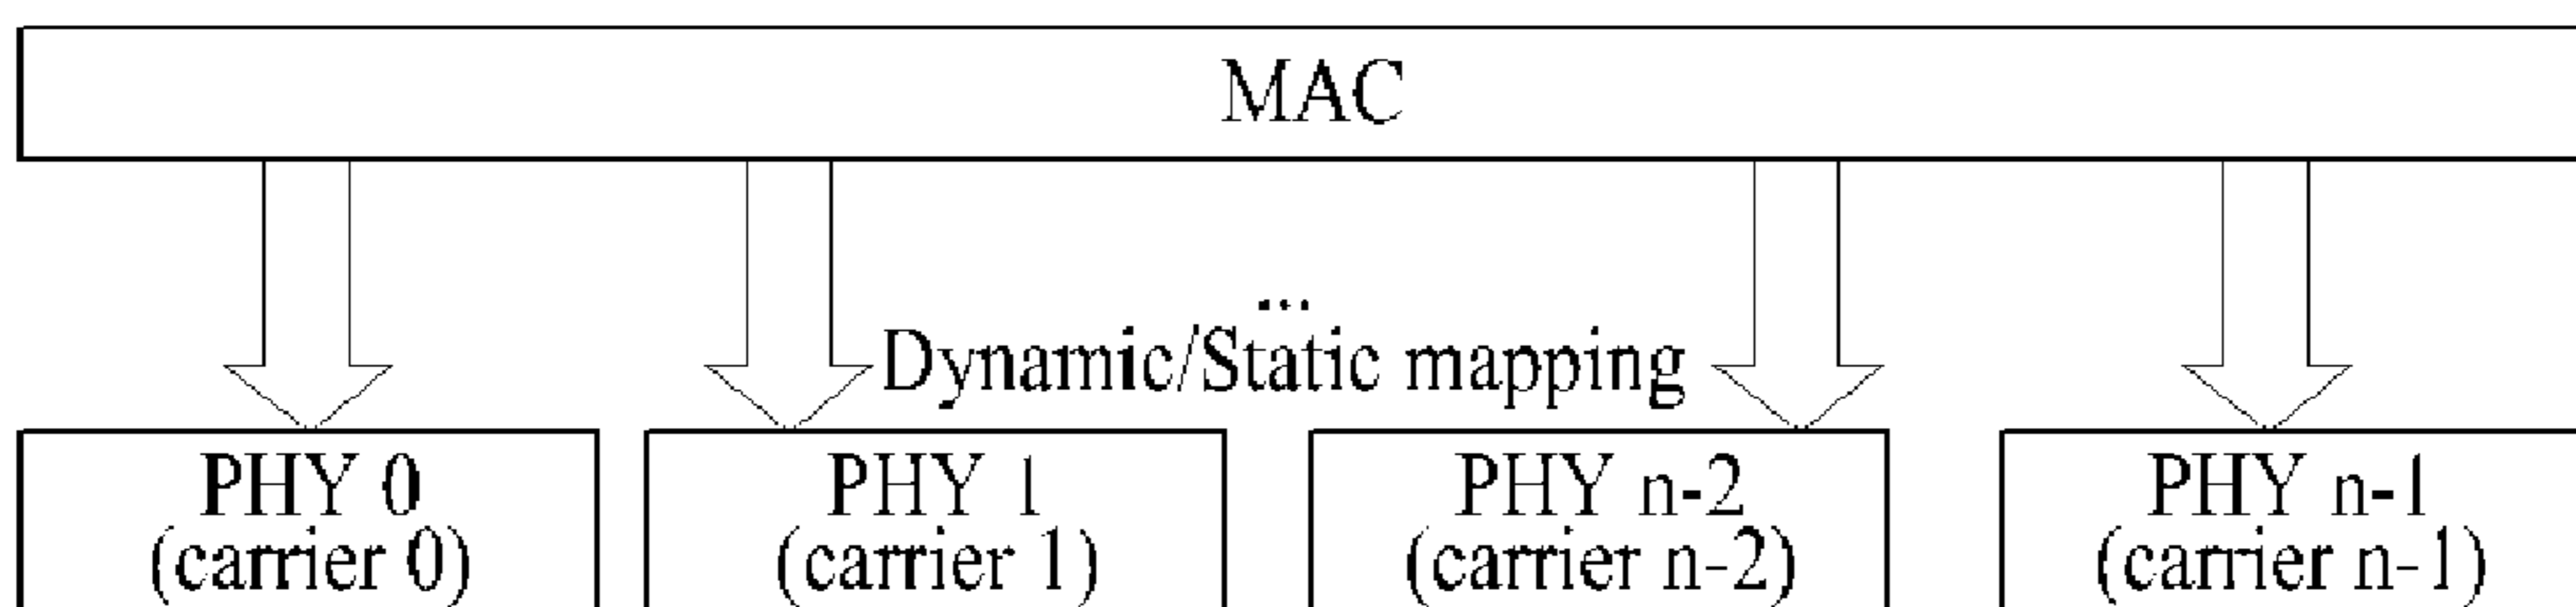 MAC
...
Dynamic/Static mapping
PHY 0
(carrier 0)
PHY 1
(carrier 1)
PHY n-2
(carrier n-2)
PHY n-1
(carrier n-1)